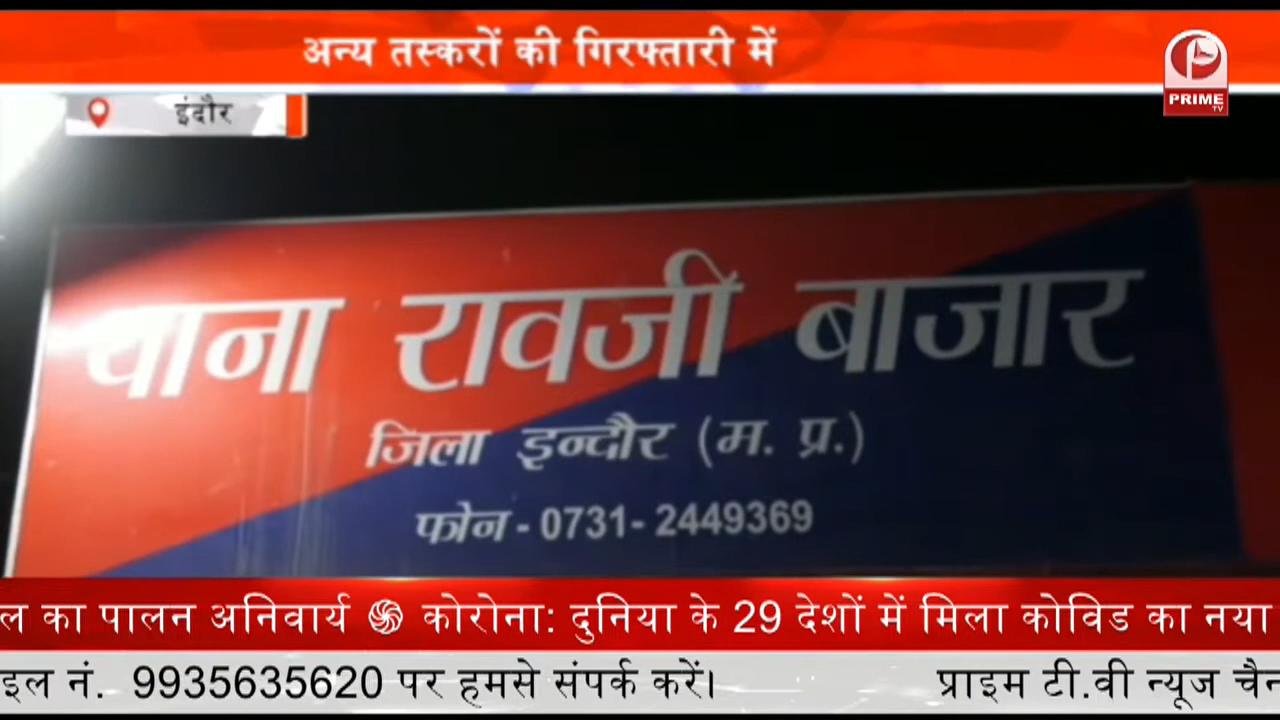 अन्य तस्करों की गिरफ्तारी में
PRIME
TV
इंदौर
थाना रावजी बाजार
जिला इन्दौर (म. प्र.)
फोन - 0731- 2449369
ल का पालन अनिवार्य ֍ कोरोना: दुनिया के 29 देशों में मिला कोविड का नया
इल नं. 9935635620 पर हमसे संपर्क करें। प्राइम टी.वी न्यूज चैन